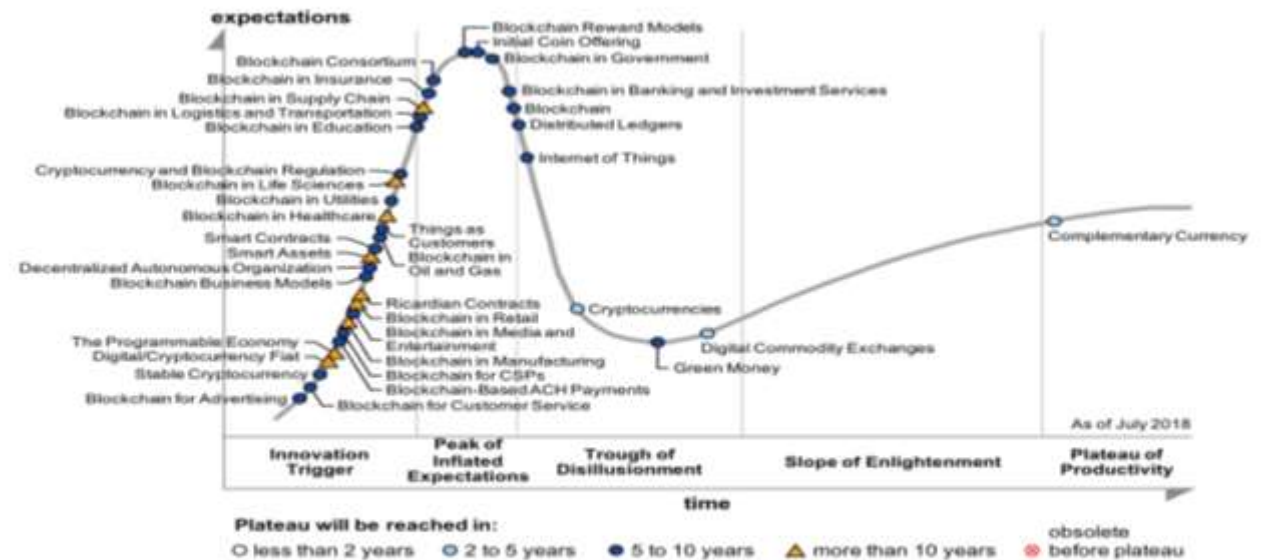 expectations
Blockchain Reward Models
Initial Coin Offering
Blockchain in Government
Blockchain Consortium
Blockchain in Insurance
Blockchain in Supply Chain
Blockchain in Logistics and Transportation
Blockchain in Education
Blockchain in Banking and Investment Services
Blockchain
Distributed Ledgers
Internet of Things
Cryptocurrency and Blockchain Regulation
Blockchain in Life Sciences
Blockchain in Utilities
Blockchain in Healthcare
Smart Contracts
Smart Assets
Decentralized Autonomous Organization
Blockchain Business Models
Things as
Customers
Blockchain in
Oil and Gas
Ricardian Contracts
Blockchain in Retail
Blockchain in Media and
Entertainment
Blockchain in Manufacturing
Blockchain for CSPs
Blockchain-Based ACH Payments
Blockchain for Customer Service
The Programmable Economy
Digital/Cryptocurrency Fiat
Stable Cryptocurrency
Blockchain for Advertising
Cryptocurrencies
Digital Commodity Exchanges
Green Money
Complementary Currency
As of July 2018
Innovation
Trigger
Peak of
Inflated
Expectations
Trough of
Disillusionment
Slope of Enlightenment
Plateau of
Productivity
time
Plateau will be reached in:
less than 2 years
2 to 5 years
5 to 10 years
more than 10 years
obsolete
before plateau